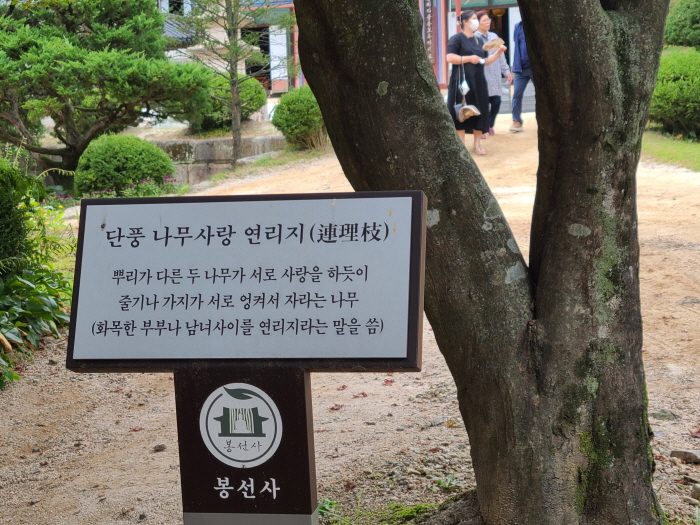 단풍 나무사랑 연리지(連理枝)
뿌리가 다른 두 나무가 서로 사랑을 하듯이
줄기나 가지가 서로 엉켜서 자라는 나무
(화목한 부부나 남녀사이를 연리지라는 말을 씀)
봉선사
봉선사